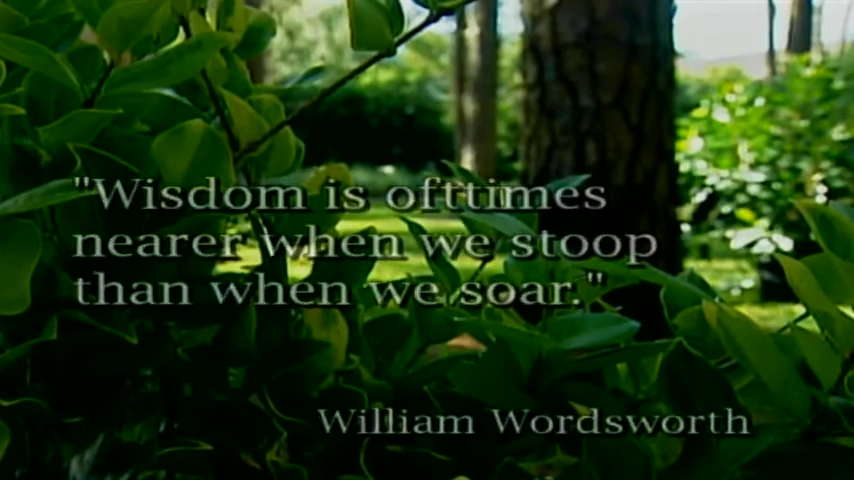 "Wisdom is ofttimes
nearer when we stoop
than when we soar."
William Wordsworth